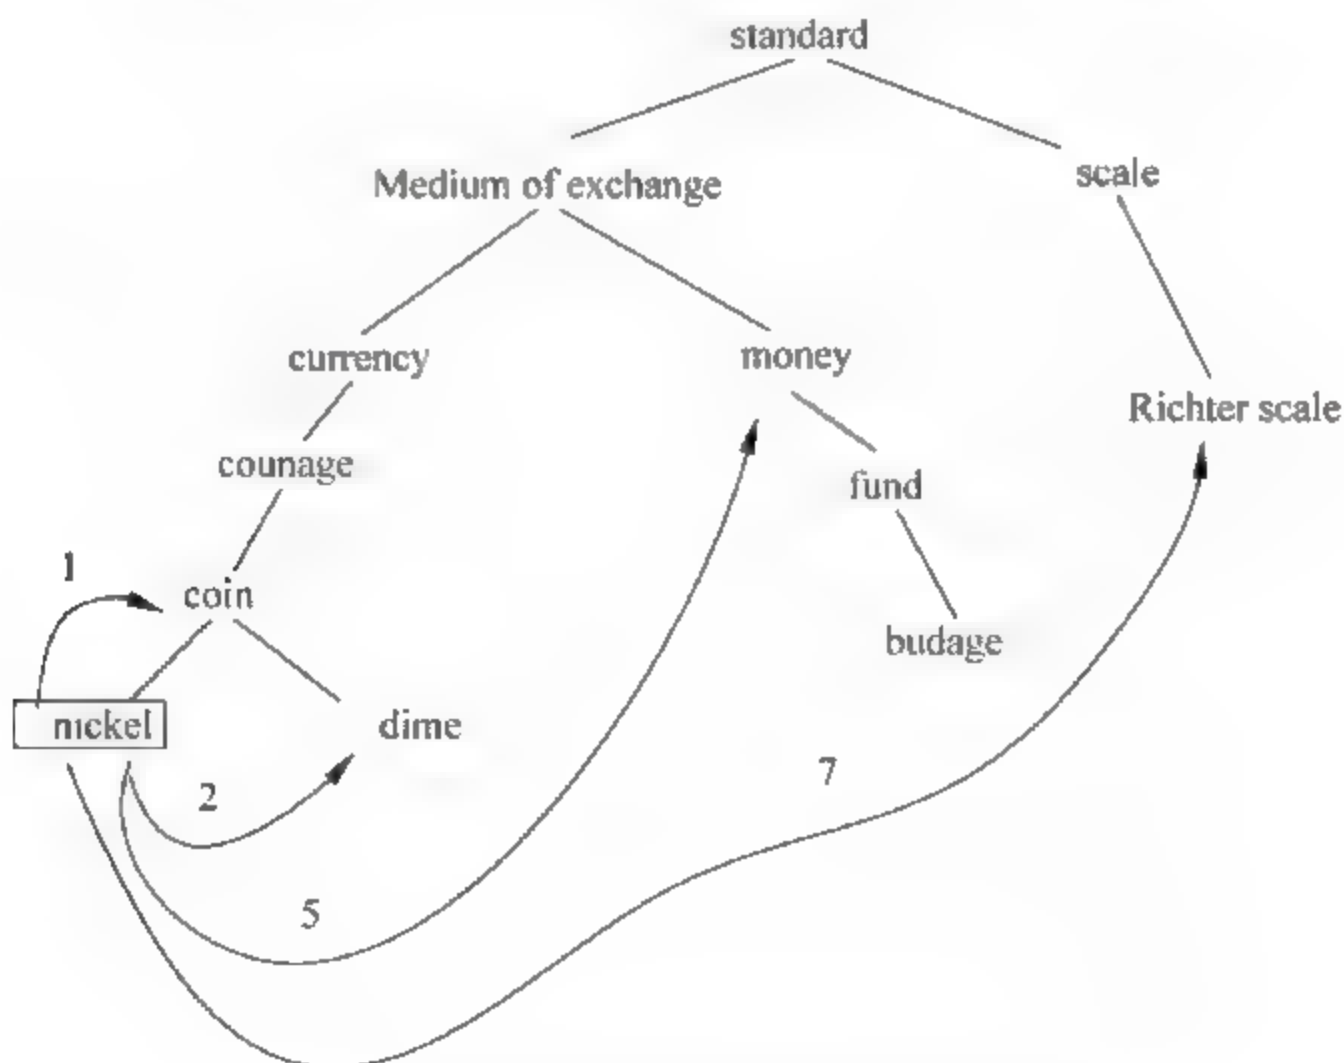 standard
Medium of exchange
scale
currency
money
Richter scale
counage
fund
1
coin
budage
nickel
dime
2
7
5